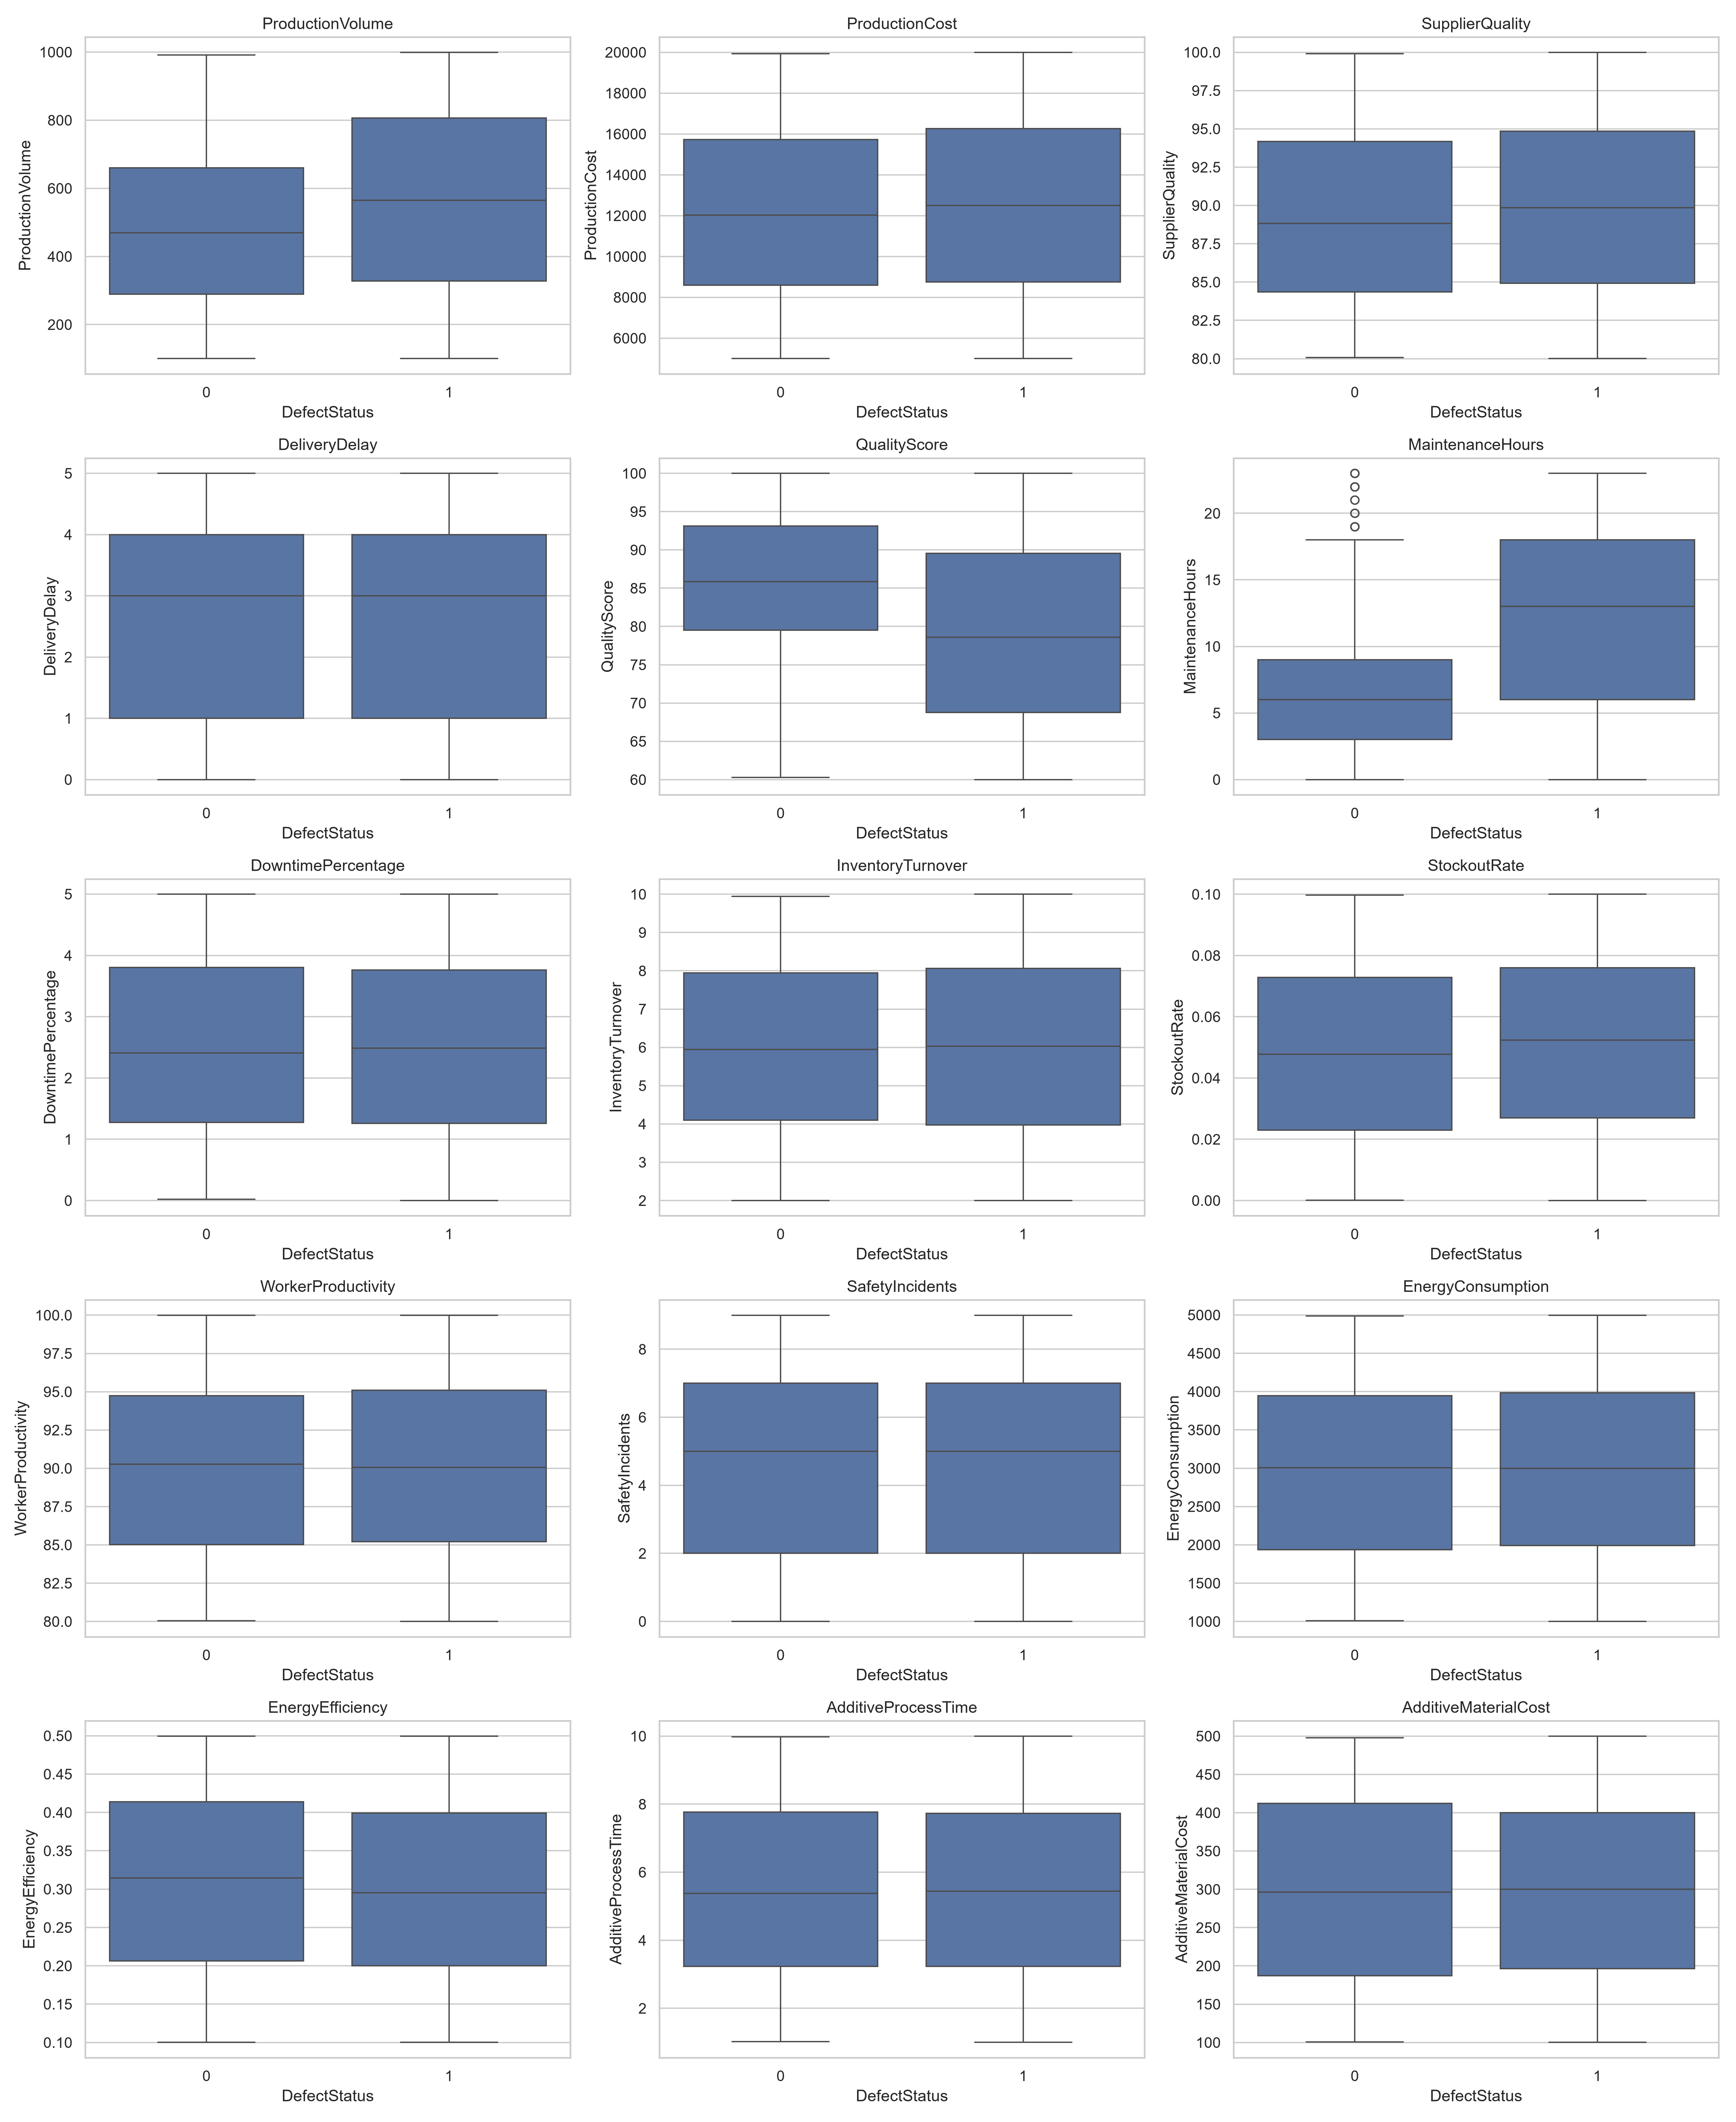 ProductionVolume
ProductionVolume
1000
800
600
400
200
0 1
DefectStatus
ProductionCost
ProductionCost
20000
18000
16000
14000
12000
10000
8000
6000
0 1
DefectStatus
SupplierQuality
SupplierQuality
100.0
97.5
95.0
92.5
90.0
87.5
85.0
82.5
80.0
0 1
DefectStatus
DeliveryDelay
DeliveryDelay
5
4
3
2
1
0
0 1
DefectStatus
QualityScore
QualityScore
100
95
90
85
80
75
70
65
60
0 1
DefectStatus
MaintenanceHours
MaintenanceHours
20
15
10
5
0
0 1
DefectStatus
DowntimePercentage
DowntimePercentage
5
4
3
2
1
0
0 1
DefectStatus
InventoryTurnover
InventoryTurnover
10
9
8
7
6
5
4
3
2
0 1
DefectStatus
StockoutRate
StockoutRate
0.10
0.08
0.06
0.04
0.02
0.00
0 1
DefectStatus
WorkerProductivity
WorkerProductivity
100.0
97.5
95.0
92.5
90.0
87.5
85.0
82.5
80.0
0 1
DefectStatus
SafetyIncidents
SafetyIncidents
8
6
4
2
0
0 1
DefectStatus
EnergyConsumption
EnergyConsumption
5000
4500
4000
3500
3000
2500
2000
1500
1000
0 1
DefectStatus
EnergyEfficiency
EnergyEfficiency
0.50
0.45
0.40
0.35
0.30
0.25
0.20
0.15
0.10
0 1
DefectStatus
AdditiveProcessTime
AdditiveProcessTime
10
8
6
4
2
0 1
DefectStatus
AdditiveMaterialCost
AdditiveMaterialCost
500
450
400
350
300
250
200
150
100
0 1
DefectStatus